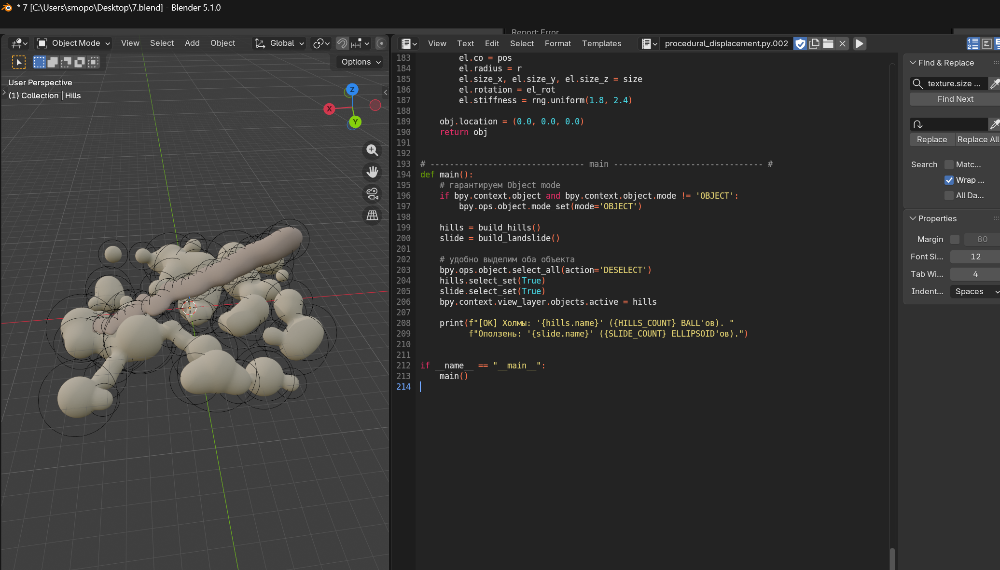 * 7 [C:\Users\smopo\Desktop\7.blend] - Blender 5.1.0
Report: Error
Object Mode
View
Select
Add
Object
Global
Options
User Perspective
(1) Collection | Hills
Z
X
Y
View
Text
Edit
Select
Format
Templates
procedural_displacement.py.002
183 el.co = pos
184 el.radius = r
185 el.size_x, el.size_y, el.size_z = size
186 el.rotation = el_rot
187 el.stiffness = rng.uniform(1.8, 2.4)
188
189 obj.location = (0.0, 0.0, 0.0)
190 return obj
191
192
193 # -------------------------------- main ------------------------------- #
194 def main():
195 # гарантируем Object mode
196 if bpy.context.object and bpy.context.object.mode != 'OBJECT':
197 bpy.ops.object.mode_set(mode='OBJECT')
198
199 hills = build_hills()
200 slide = build_landslide()
201
202 # удобно выделим оба объекта
203 bpy.ops.object.select_all(action='DESELECT')
204 hills.select_set(True)
205 slide.select_set(True)
206 bpy.context.view_layer.objects.active = hills
207
208 print(f"[OK] Холмы: '{hills.name}' ({HILLS_COUNT} BALL'ов). "
209 f"Оползень: '{slide.name}' ({SLIDE_COUNT} ELLIPSOID'ов).")
210
211
212 if __name__ == "__main__":
213 main()
214
Find & Replace
texture.size ...
Find Next
Replace
Replace All
Search
Matc...
Wrap ...
All Da...
Properties
Margin
80
Font Si...
12
Tab Wi...
4
Indent...
Spaces